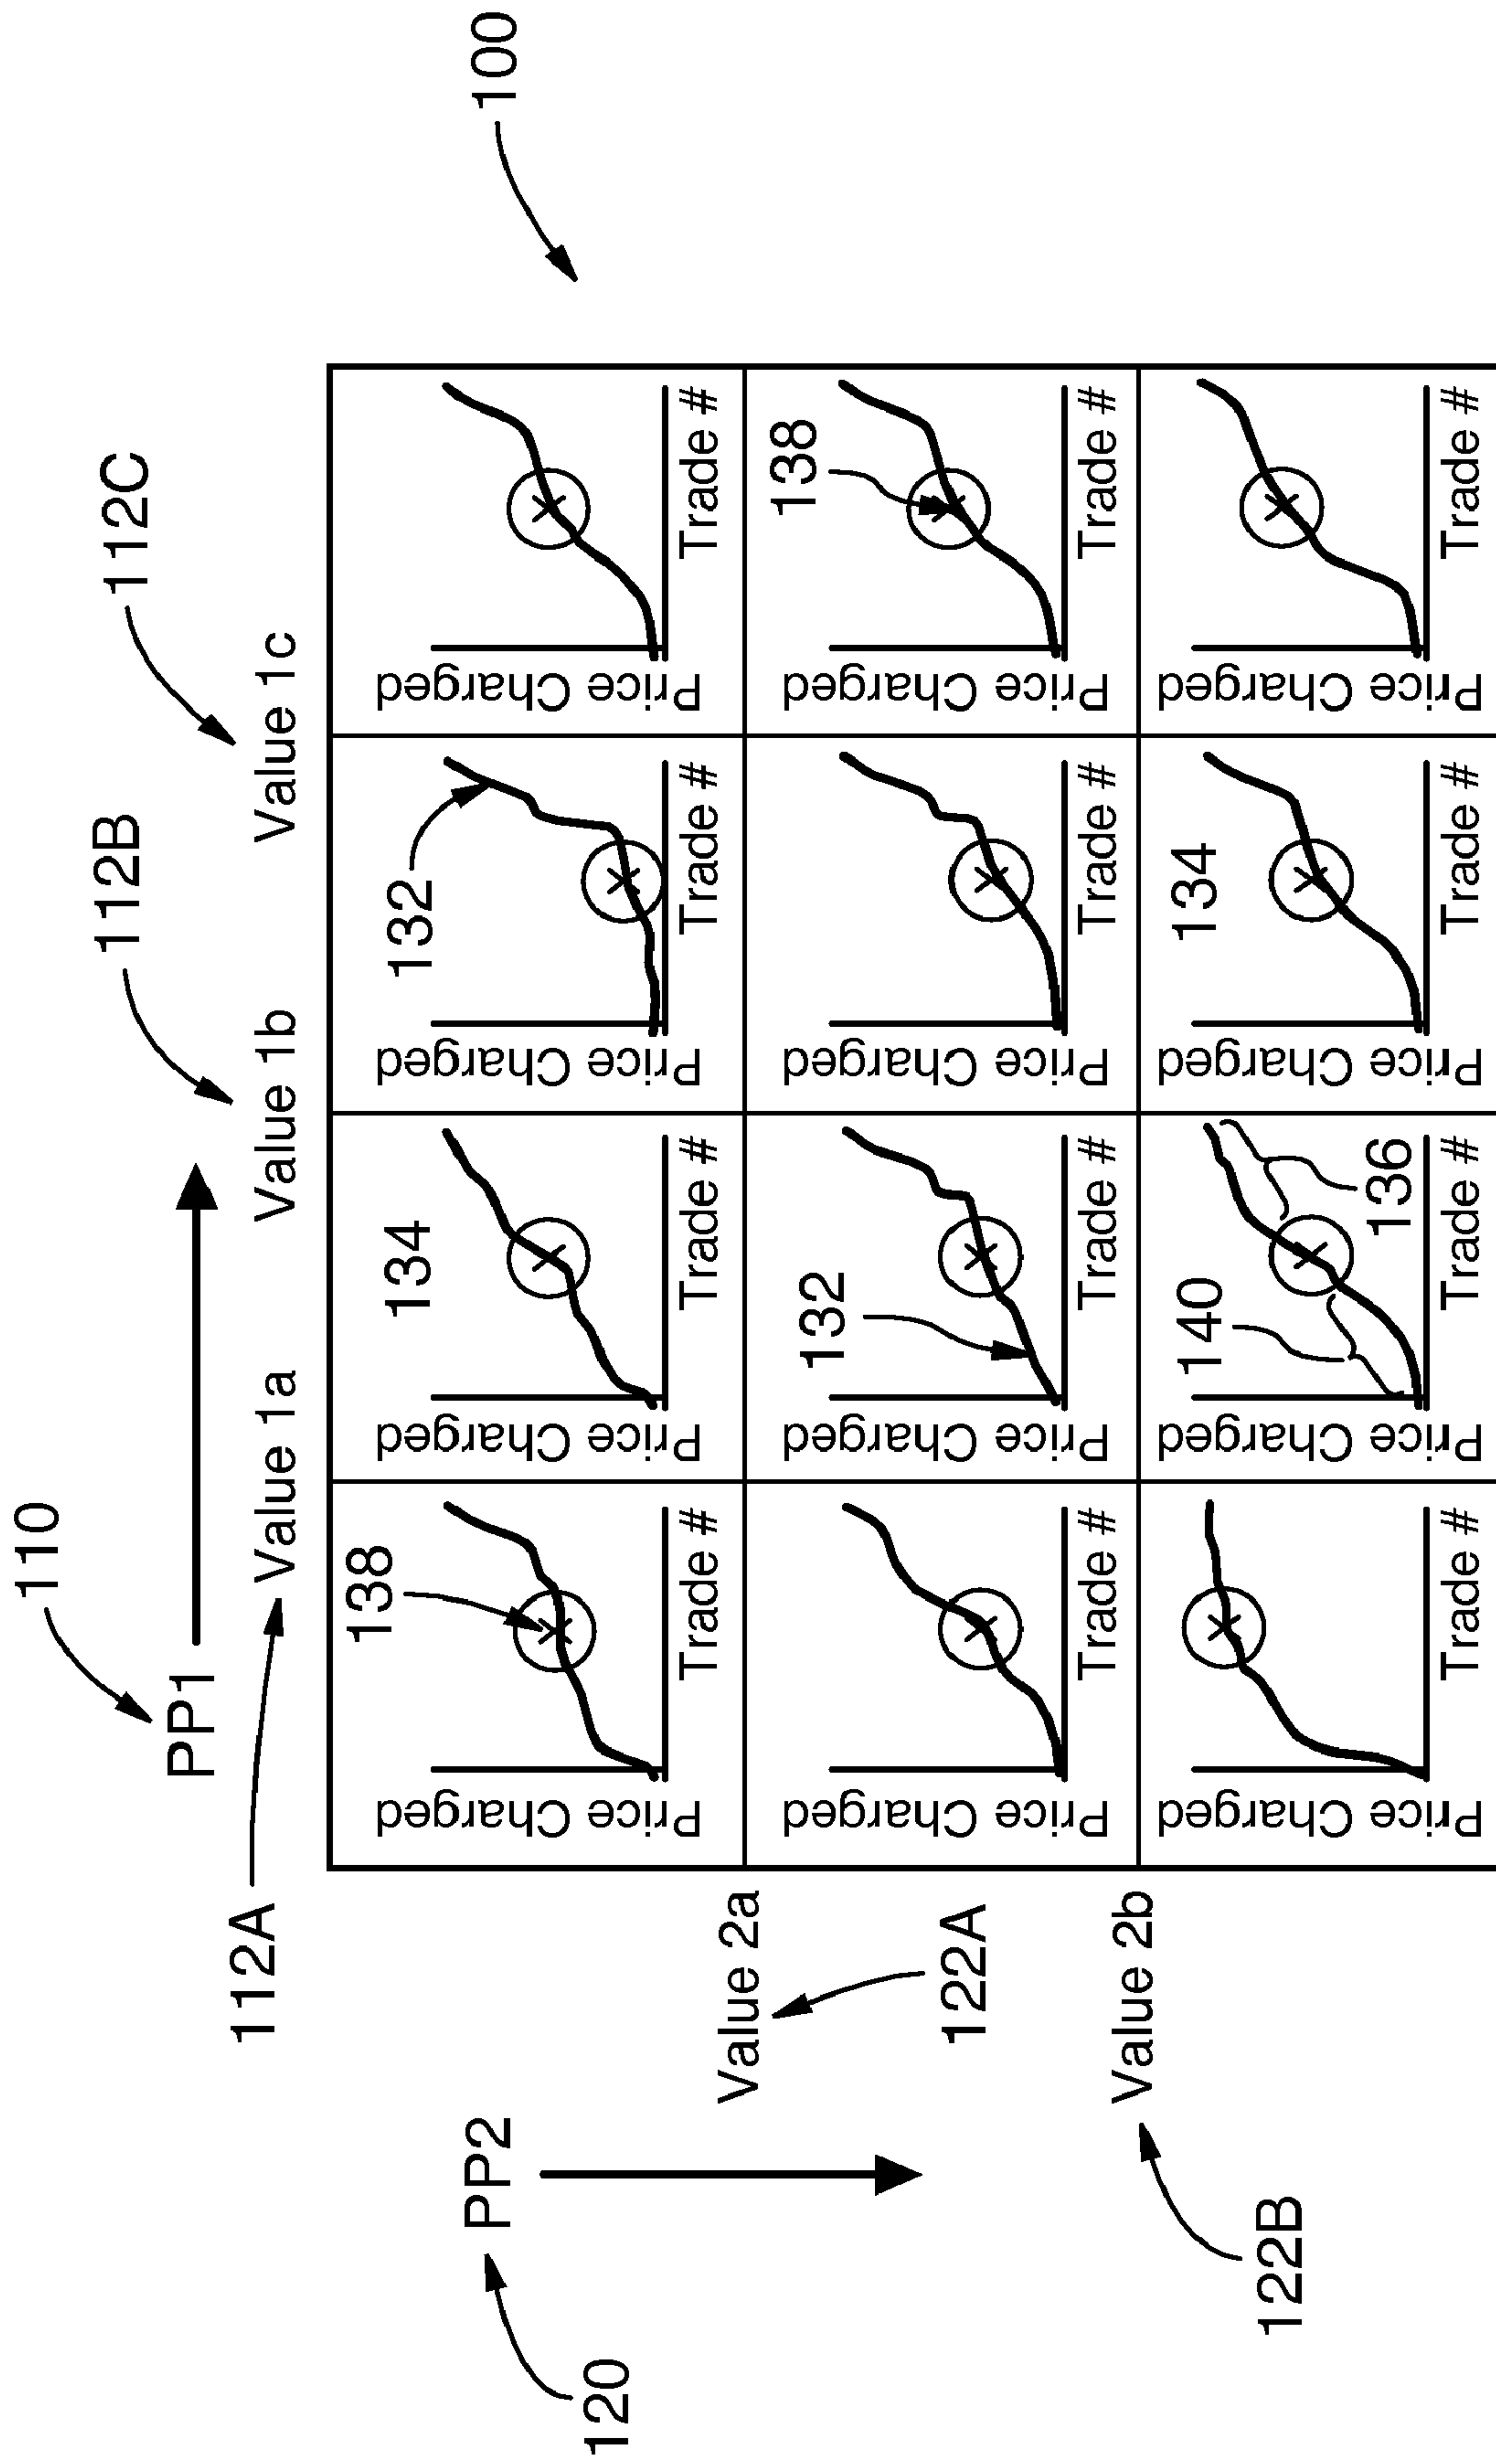 110
112B
112C
PP1
112A
Value 1a
Value 1b
Value 1c
100
PP2
120
138
134
132
Price Charged
Price Charged
Price Charged
Price Charged
Trade #
Trade #
Trade #
Trade #
Value 2a
122A
132
138
Price Charged
Price Charged
Price Charged
Price Charged
Trade #
Trade #
Trade #
Trade #
Value 2b
122B
140
136
134
Price Charged
Price Charged
Price Charged
Price Charged
Trade #
Trade #
Trade #
Trade #